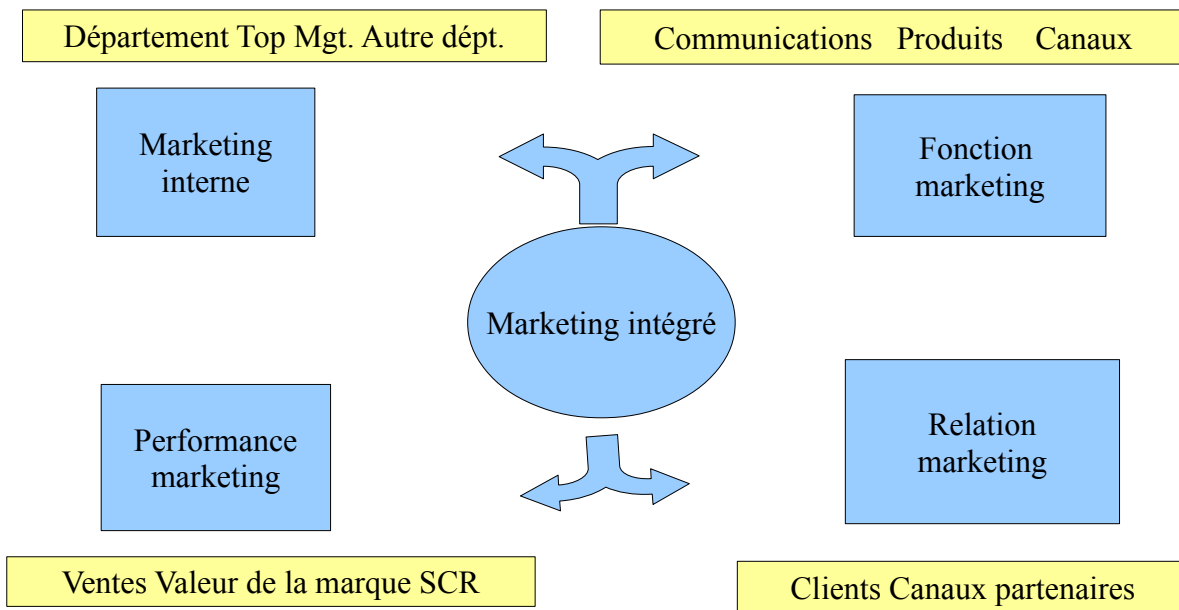 Département Top Mgt. Autre dépt.
Communications Produits Canaux
Marketing
interne
Fonction
marketing
Marketing intégré
Performance
marketing
Relation
marketing
Ventes Valeur de la marque SCR
Clients Canaux partenaires